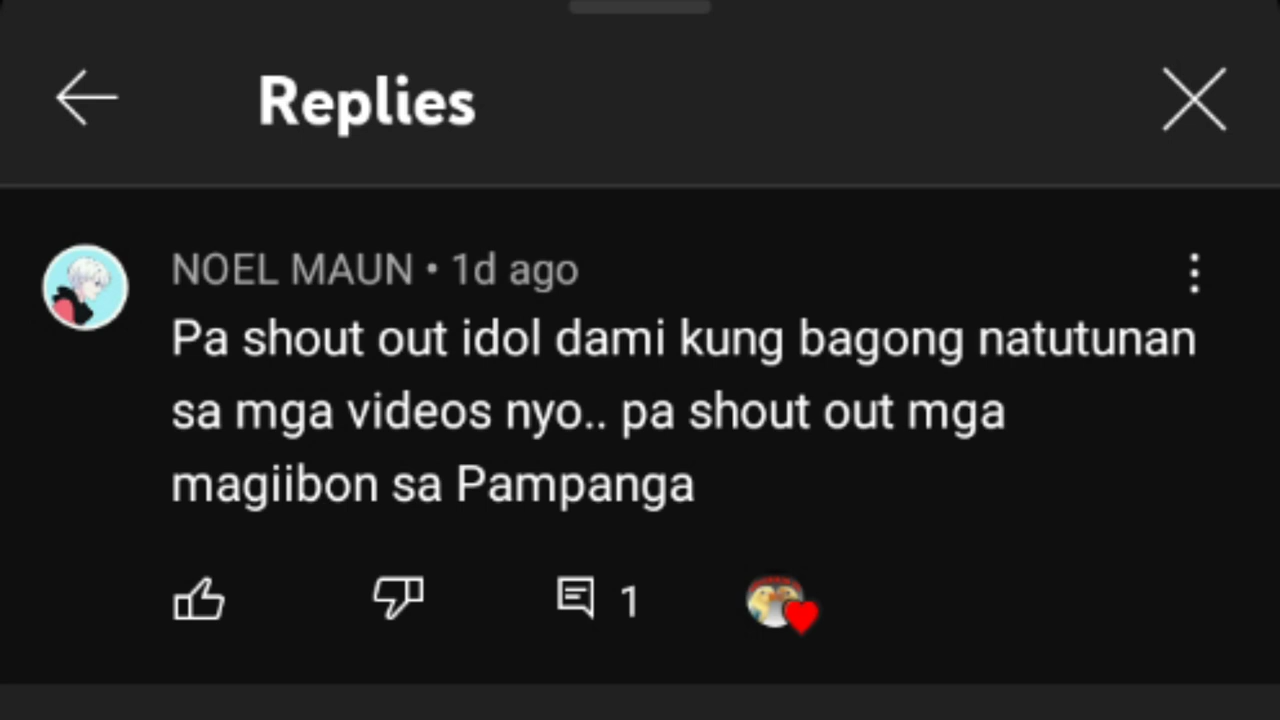 Replies
NOEL MAUN • 1d ago
Pa shout out idol dami kung bagong natutunan
sa mga videos nyo.. pa shout out mga
magiibon sa Pampanga
1